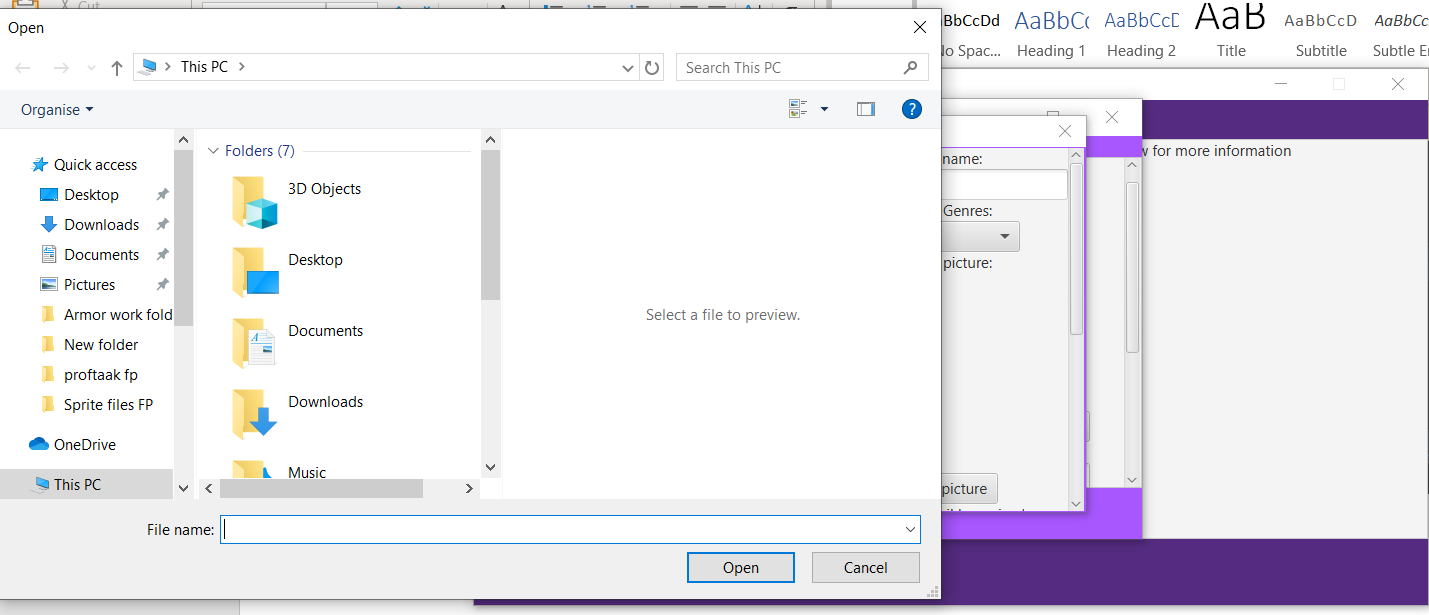 Cut
Open
bCcDd AaBbCc AaBbCcD AaB AaBbCcD AaBbCc
o Spac... Heading 1 Heading 2 Title Subtitle Subtle E
This PC
Search This PC
Organise
Quick access
Desktop
Downloads
Documents
Pictures
Armor work fold
New folder
proftaak fp
Sprite files FP
OneDrive
This PC
Folders (7)
3D Objects
Desktop
Documents
Downloads
Music
Select a file to preview.
File name:
Open
Cancel
name:
Genres:
picture:
picture
w for more information